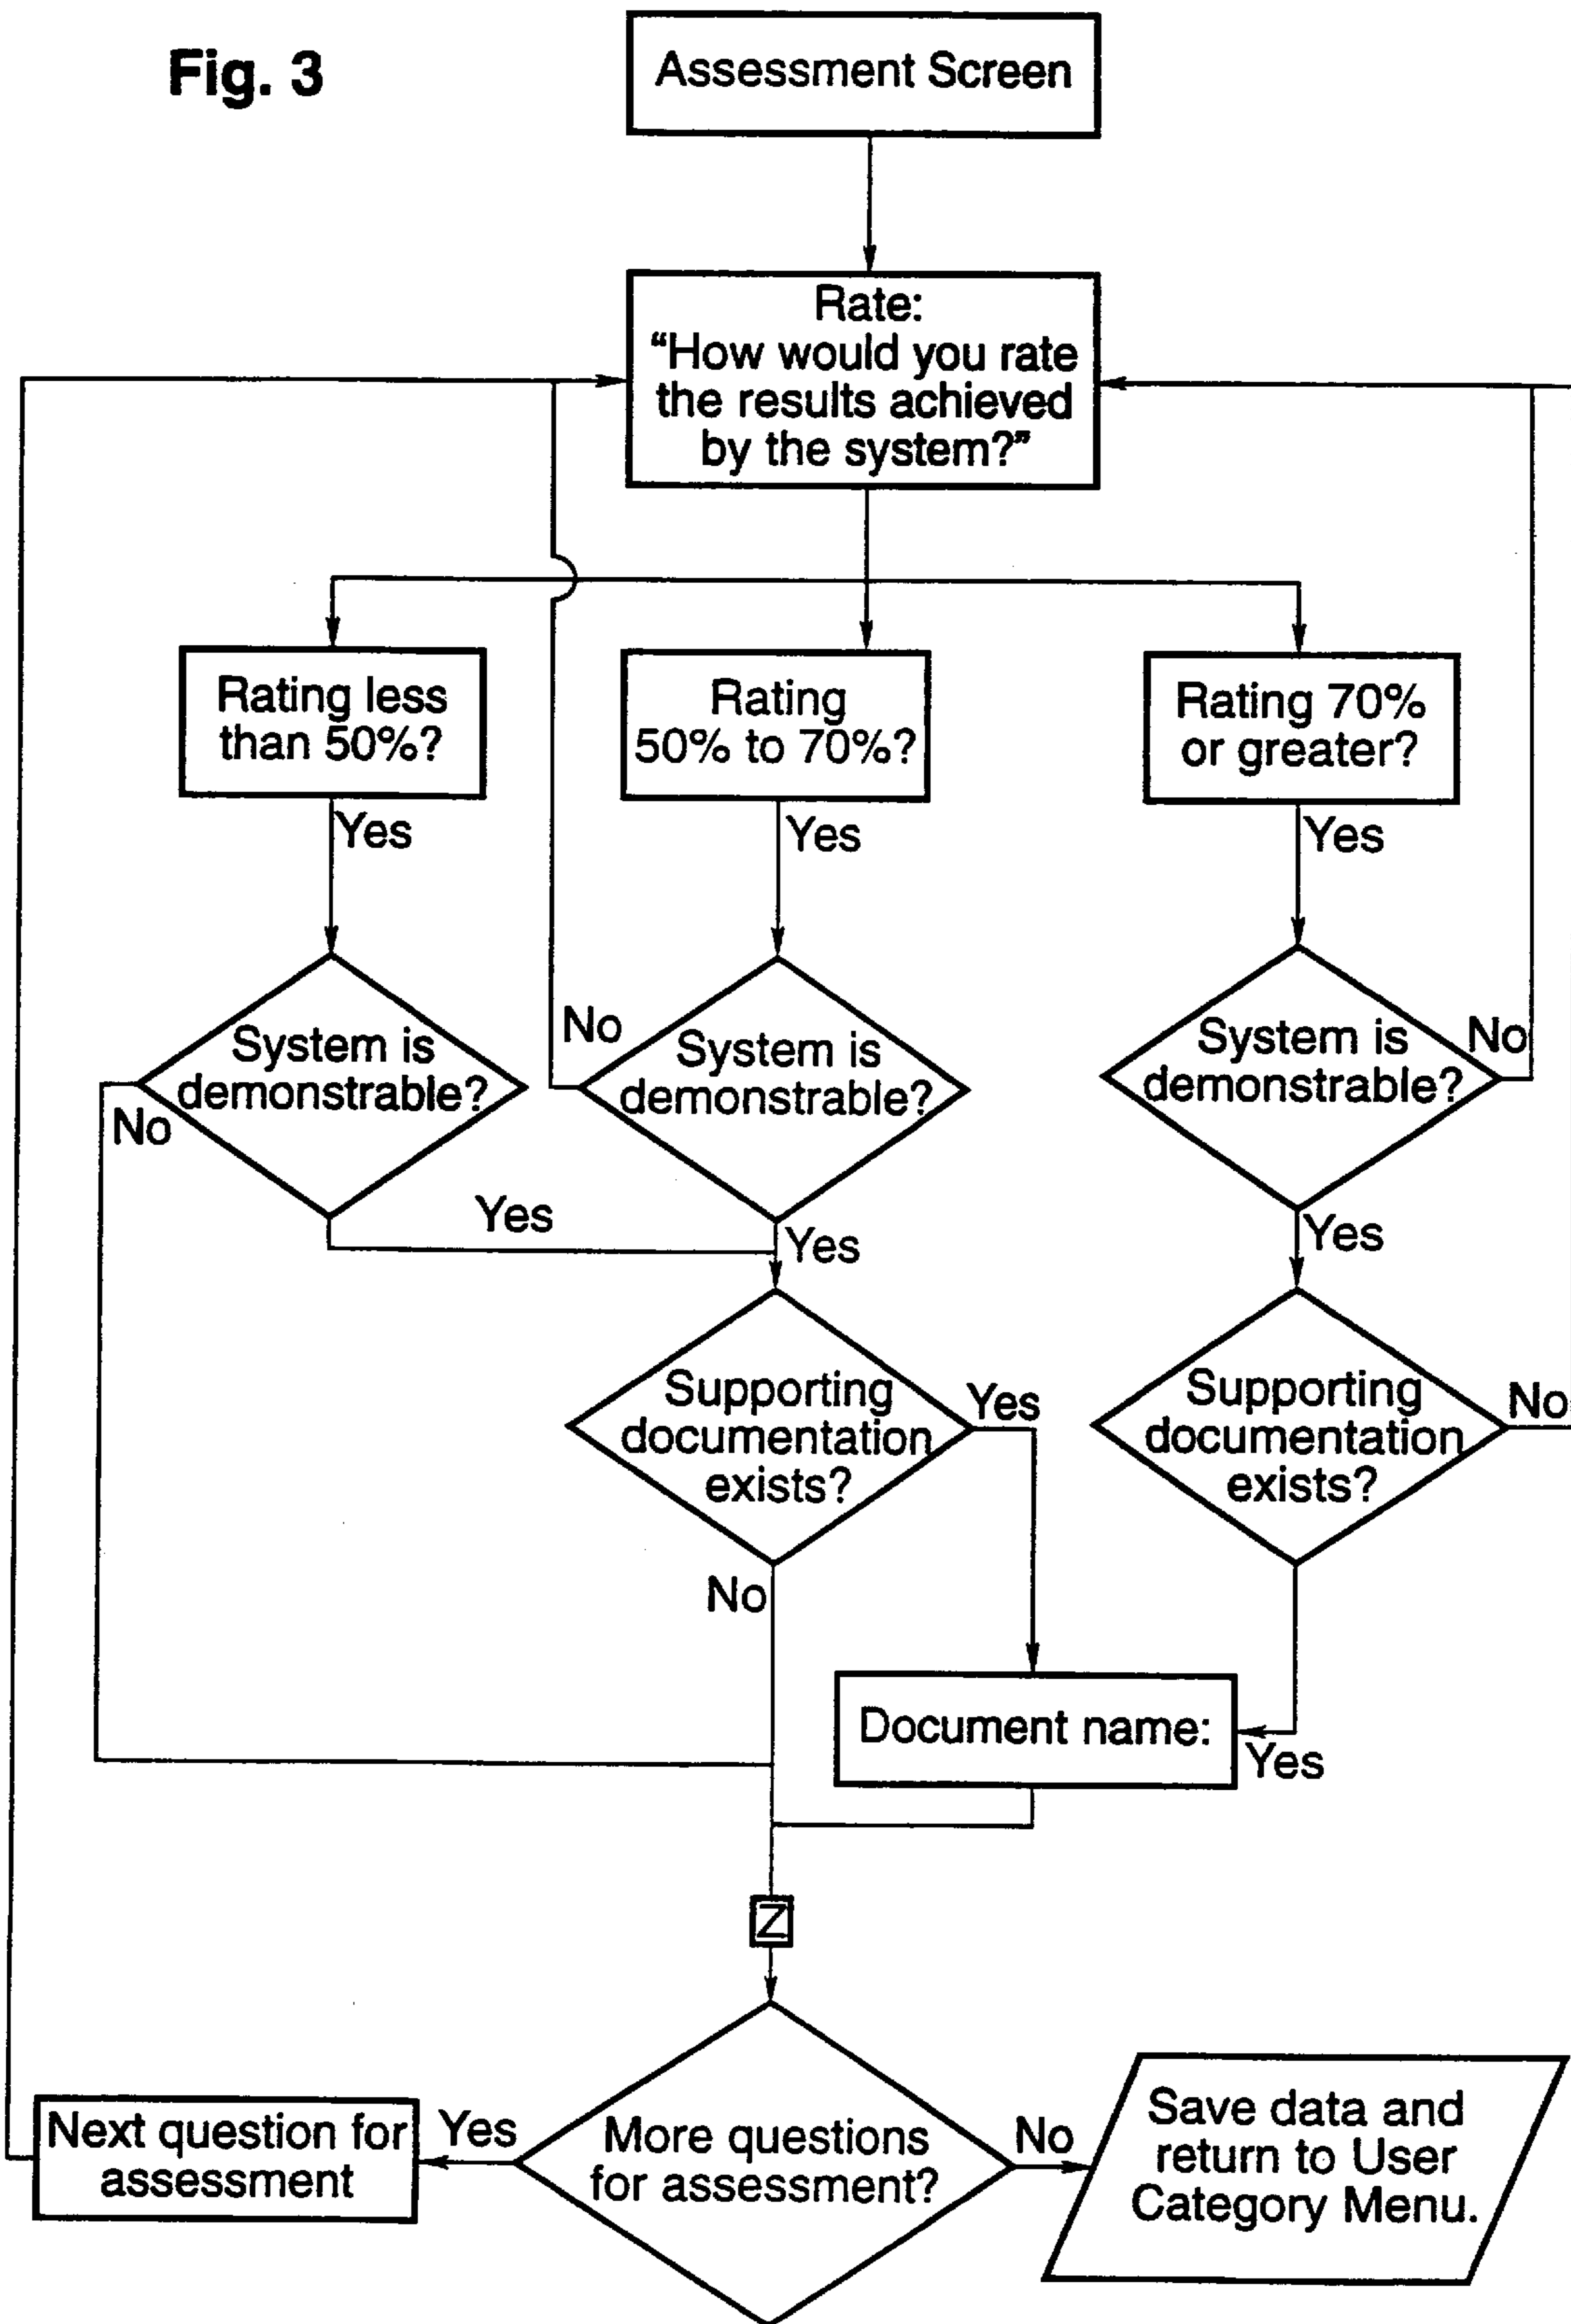 Fig. 3
Assessment Screen
Rate:
“How would you rate
the results achieved
by the system?”
Rating less
than 50%?
Rating
50% to 70%?
Rating 70%
or greater?
Yes
Yes
Yes
System is
demonstrable?
No
No
System is
demonstrable?
System is
demonstrable?
No
Yes
Yes
Yes
Supporting
documentation
exists?
Yes
Supporting
documentation
exists?
No
No
Document name:
Yes
Z
Next question for
assessment
Yes
More questions
for assessment?
No
Save data and
return to User
Category Menu.